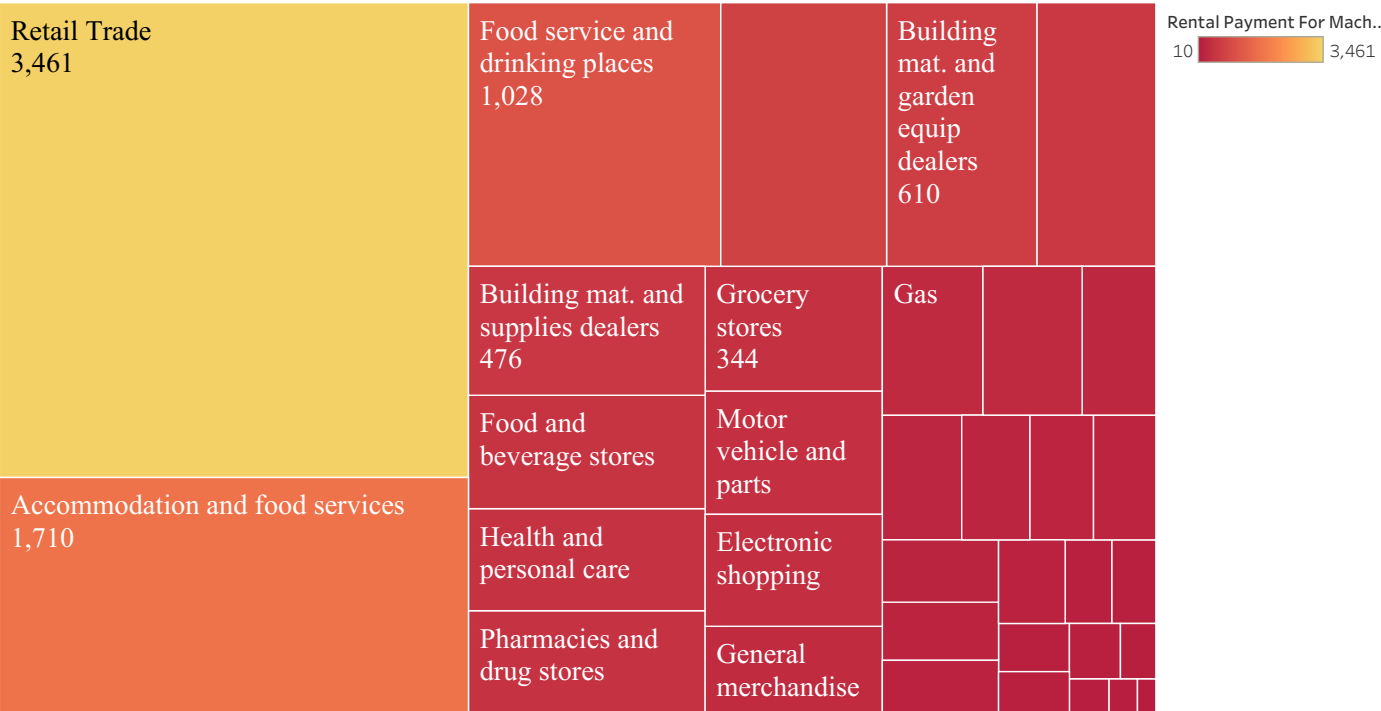 Retail Trade
3,461
Accommodation and food services
1,710
Food service and
drinking places
1,028
Building
mat. and
garden
equip
dealers
610
Building mat. and
supplies dealers
476
Food and
beverage stores
Health and
personal care
Pharmacies and
drug stores
Grocery
stores
344
Motor
vehicle and
parts
Electronic
shopping
General
merchandise
Gas
Rental Payment For Mach..
10
3,461